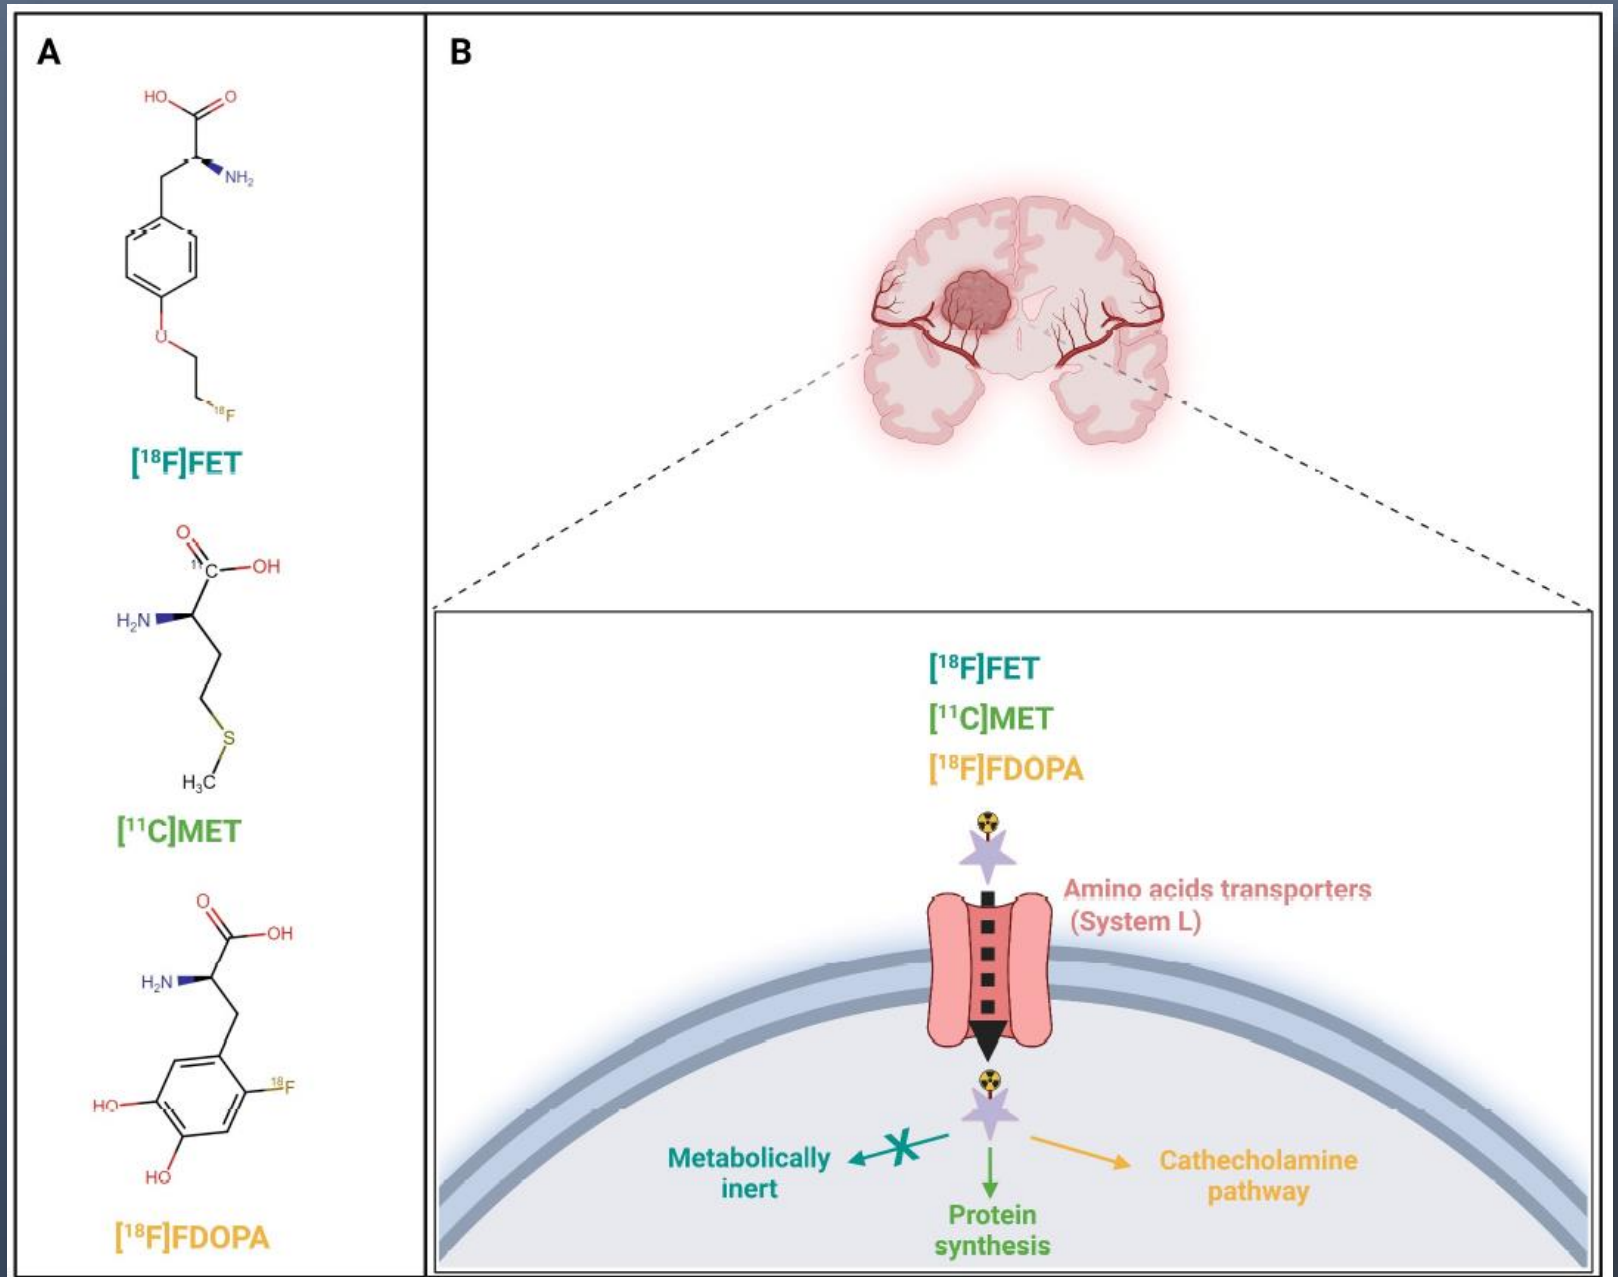 A
HO
O
NH₂
O
¹⁸F
[¹⁸F]FET
O
¹¹C
OH
H₂N
S
H₃C
[¹¹C]MET
O
OH
H₂N
¹⁸F
HO
HO
[¹⁸F]FDOPA
B
[¹⁸F]FET
[¹¹C]MET
[¹⁸F]FDOPA
Amino acids transporters
(System L)
Metabolically
inert
Protein
synthesis
Cathecholamine
pathway